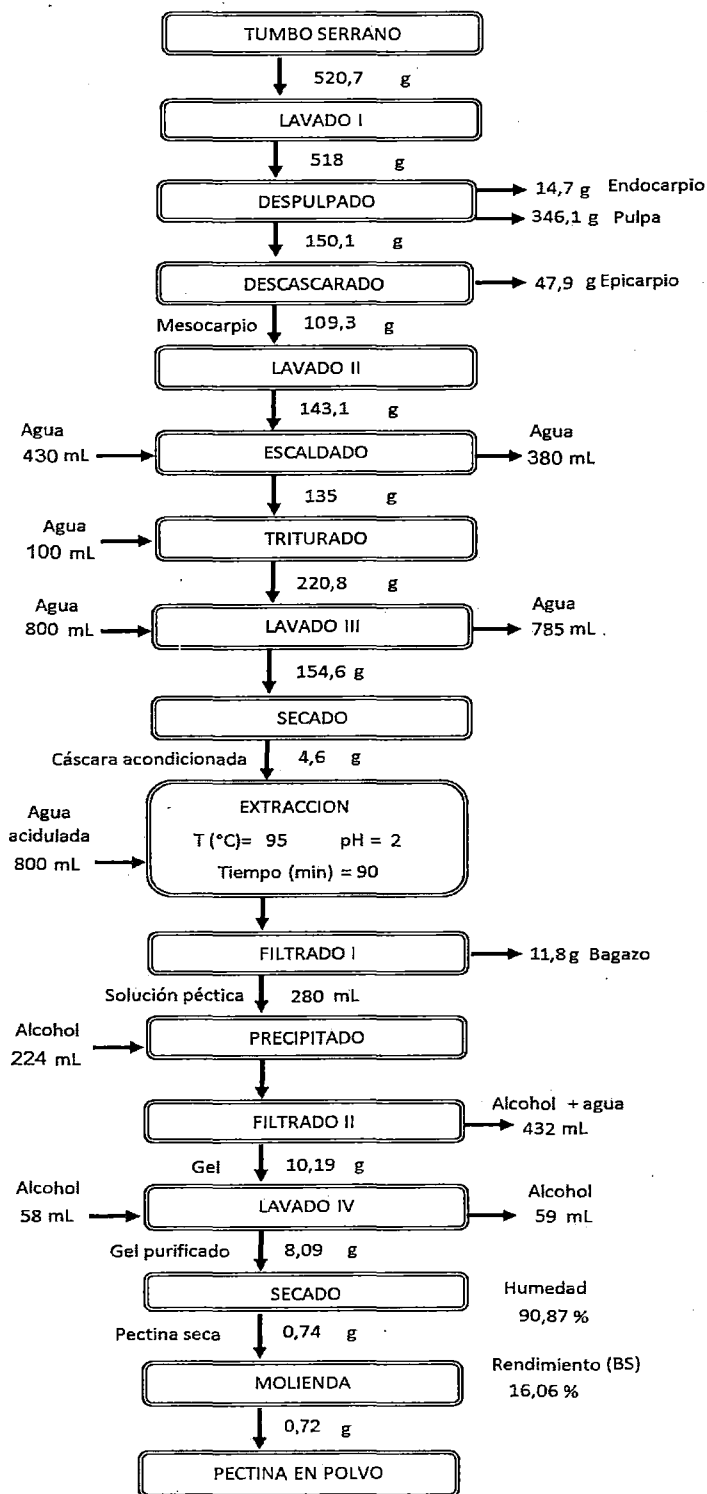 TUMBO SERRANO
520,7 g
LAVADO I
518 g
DESPULPADO
14,7 g Endocarpio
346,1 g Pulpa
150,1 g
DESCASCARADO
47,9 g Epicarpio
Mesocarpio 109,3 g
LAVADO II
143,1 g
Agua
430 mL
ESCALDADO
Agua
380 mL
135 g
Agua
100 mL
TRITURADO
220,8 g
Agua
800 mL
LAVADO III
Agua
785 mL
154,6 g
SECADO
Cáscara acondicionada 4,6 g
Agua
acidulada
800 mL
EXTRACCION
T (°C)= 95 pH = 2
Tiempo (min) = 90
FILTRADO I
11,8 g Bagazo
Solución péctica 280 mL
Alcohol
224 mL
PRECIPITADO
FILTRADO II
Alcohol + agua
432 mL
Gel 10,19 g
Alcohol
58 mL
LAVADO IV
Alcohol
59 mL
Gel purificado 8,09 g
SECADO
Humedad
90,87 %
Pectina seca 0,74 g
MOLIENDA
Rendimiento (BS)
16,06 %
0,72 g
PECTINA EN POLVO